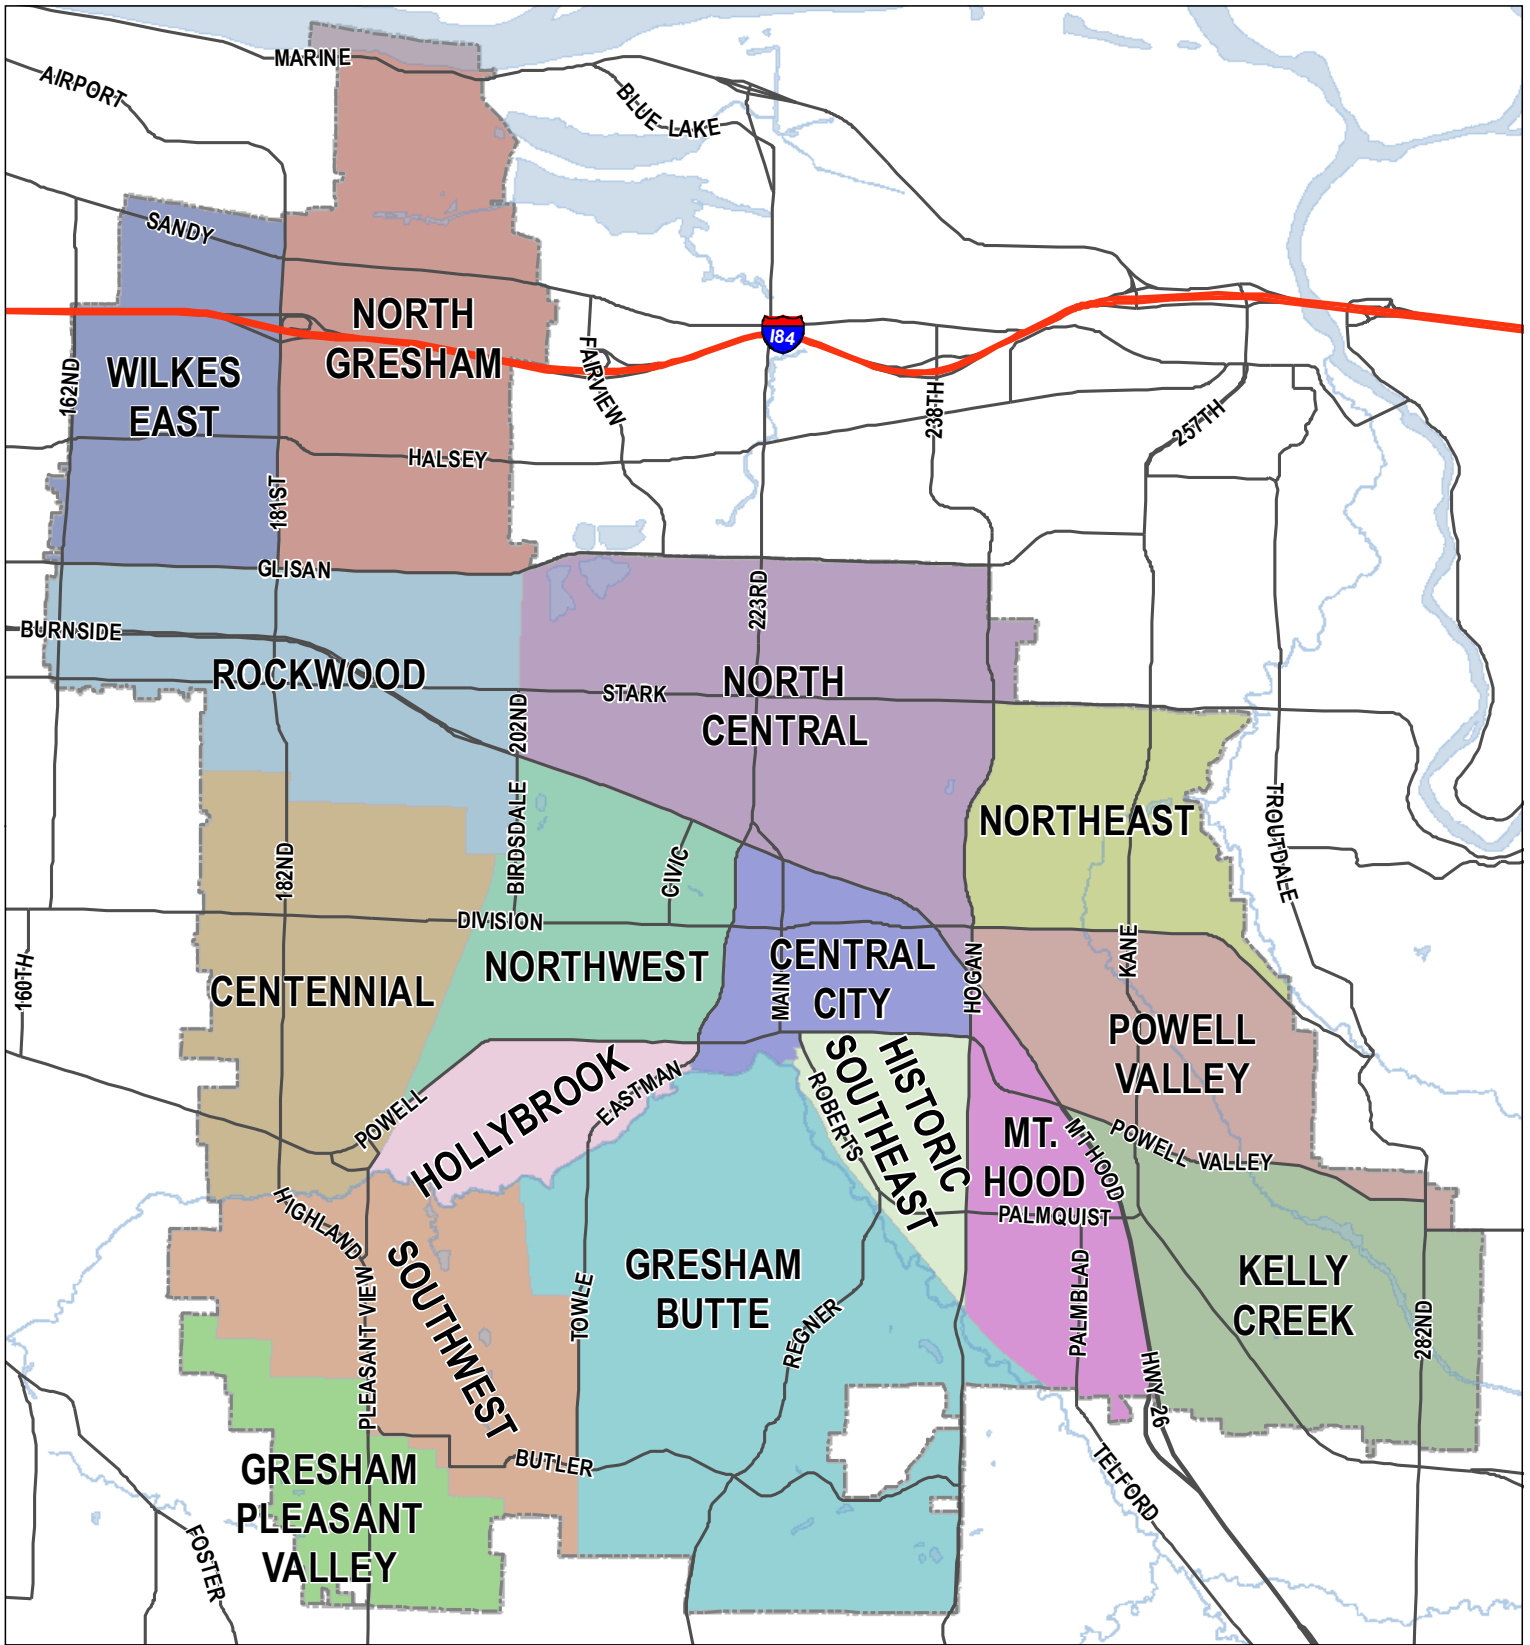 MARINE
AIRPORT
BLUE LAKE
SANDY
NORTH
GRESHAM
I84
162ND
WILKES
EAST
FAIRVIEW
238TH
257TH
HALSEY
181ST
GLISAN
223RD
BURNSIDE
ROCKWOOD
STARK
NORTH
CENTRAL
202ND
BIRDSDALE
NORTHEAST
TROUTDALE
182ND
CIVIC
DIVISION
160TH
CENTENNIAL
NORTHWEST
CENTRAL
CITY
MAIN
HOGAN
KANE
POWELL
VALLEY
POWELL
HOLLYBROOK
EASTMAN
ROBERTS
HISTORIC
SOUTHEAST
MT.
HOOD
MT HOOD
POWELL VALLEY
PALMQUIST
HIGHLAND
PLEASANT VIEW
SOUTHWEST
TOWLE
GRESHAM
BUTTE
REGNER
PALMBLAD
HWY 26
KELLY
CREEK
282ND
BUTLER
GRESHAM
PLEASANT
VALLEY
TELFORD
FOSTER